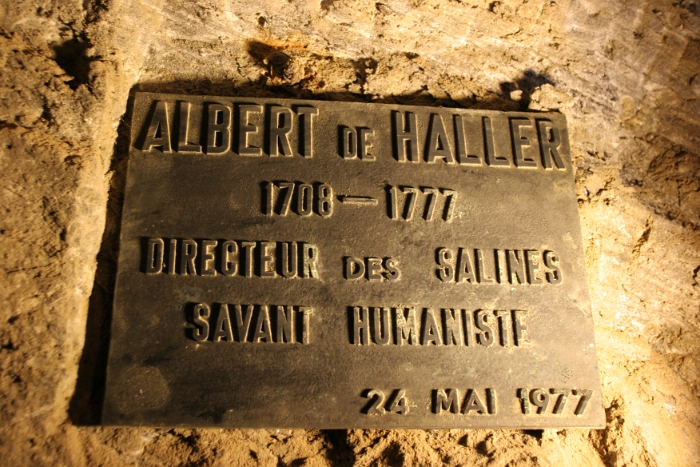 ALBERT DE HALLER
1708 — 1777
DIRECTEUR DES SALINES
SAVANT HUMANISTE
24 MAI 1977